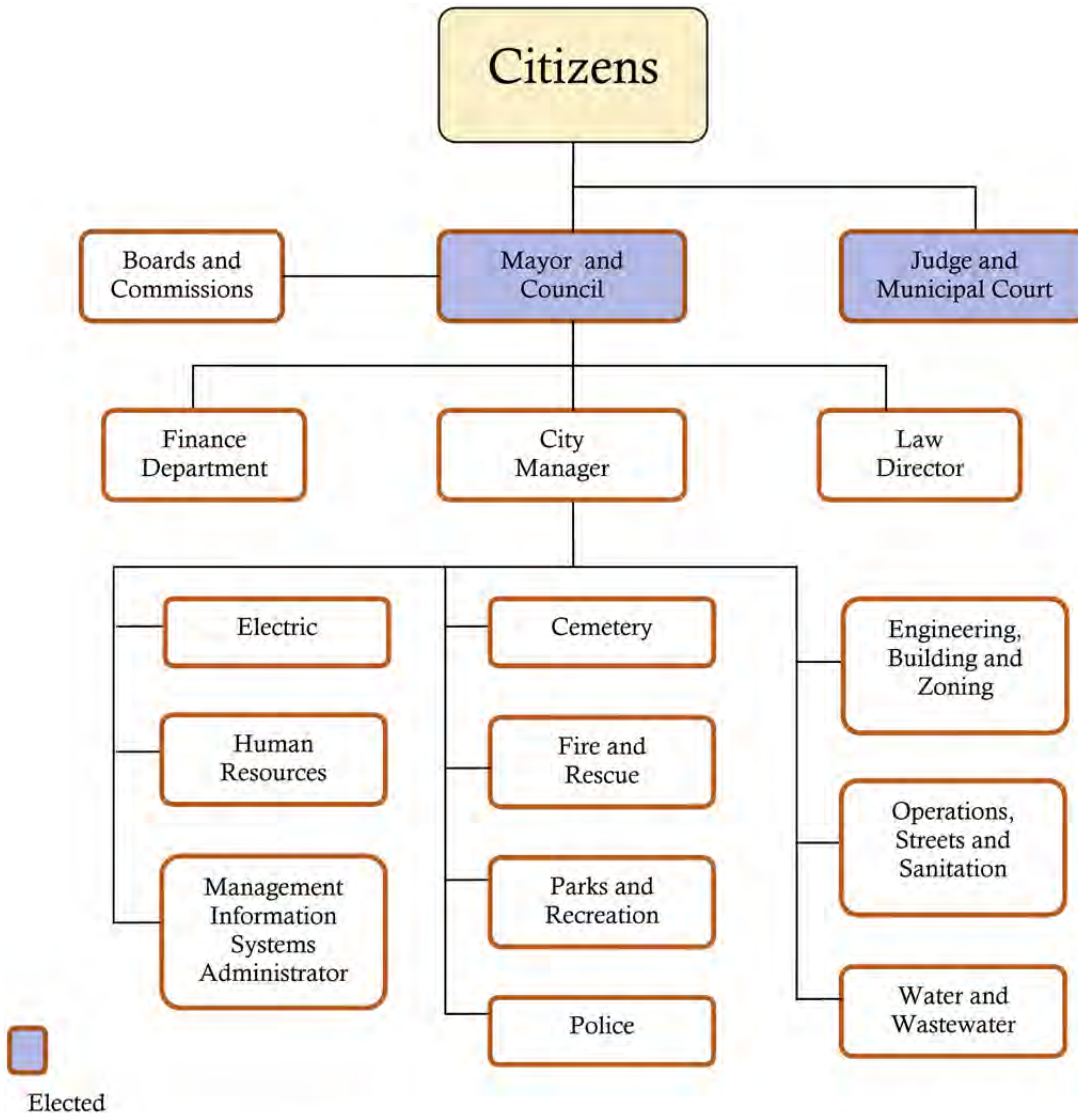 Citizens
Boards and
Commissions
Mayor and
Council
Judge and
Municipal Court
Finance
Department
City
Manager
Law
Director
Electric
Human
Resources
Management
Information
Systems
Administrator
Cemetery
Fire and
Rescue
Parks and
Recreation
Police
Engineering,
Building and
Zoning
Operations,
Streets and
Sanitation
Water and
Wastewater
Elected